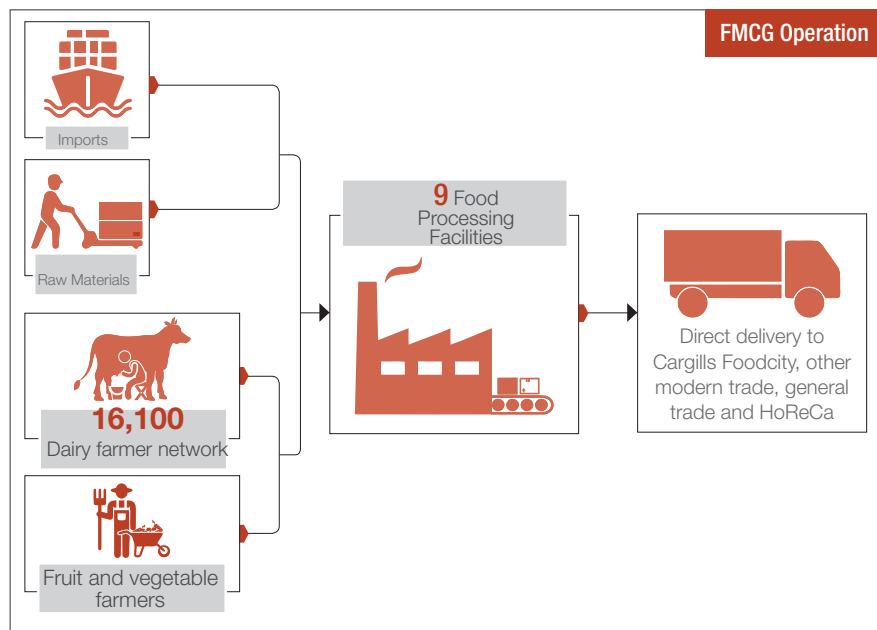 FMCG Operation
Imports
Raw Materials
16,100
Dairy farmer network
Fruit and vegetable
farmers
9 Food
Processing
Facilities
Direct delivery to
Cargills Foodcity, other
modern trade, general
trade and HoReCa